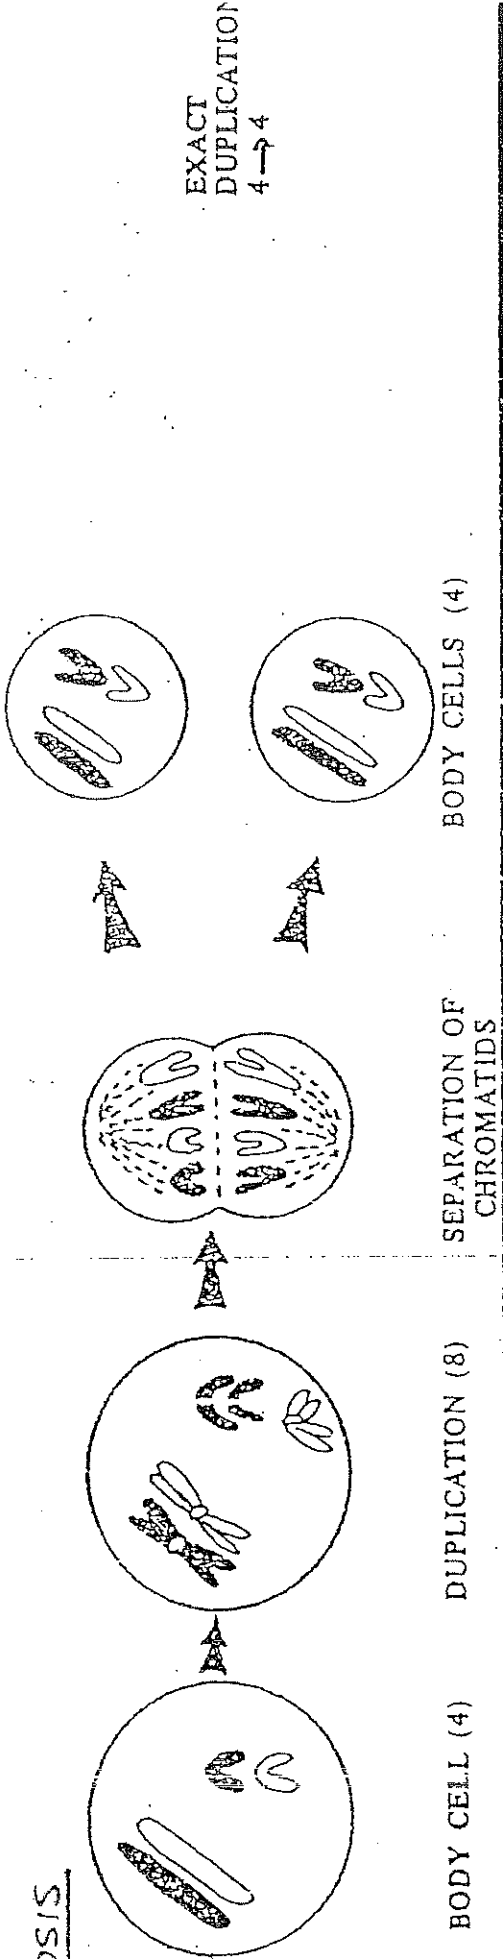 OSIS
BODY CELL (4)
DUPLICATION (8)
SEPARATION OF
CHROMATIDS
BODY CELLS (4)
EXACT
DUPLICATION
4→4